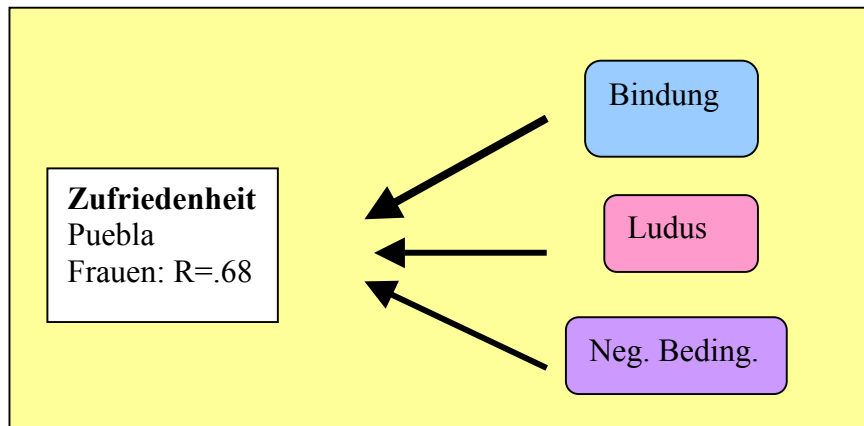 Zufriedenheit
Puebla
Frauen: R=.68
Bindung
Ludus
Neg. Beding.